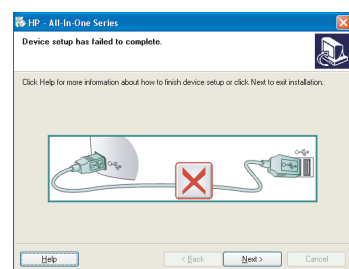 HP - All-In-One Series
Device setup has failed to complete.
Click Help for more information about how to finish device setup or click Next to exit installation.
Help < Back Next > Cancel